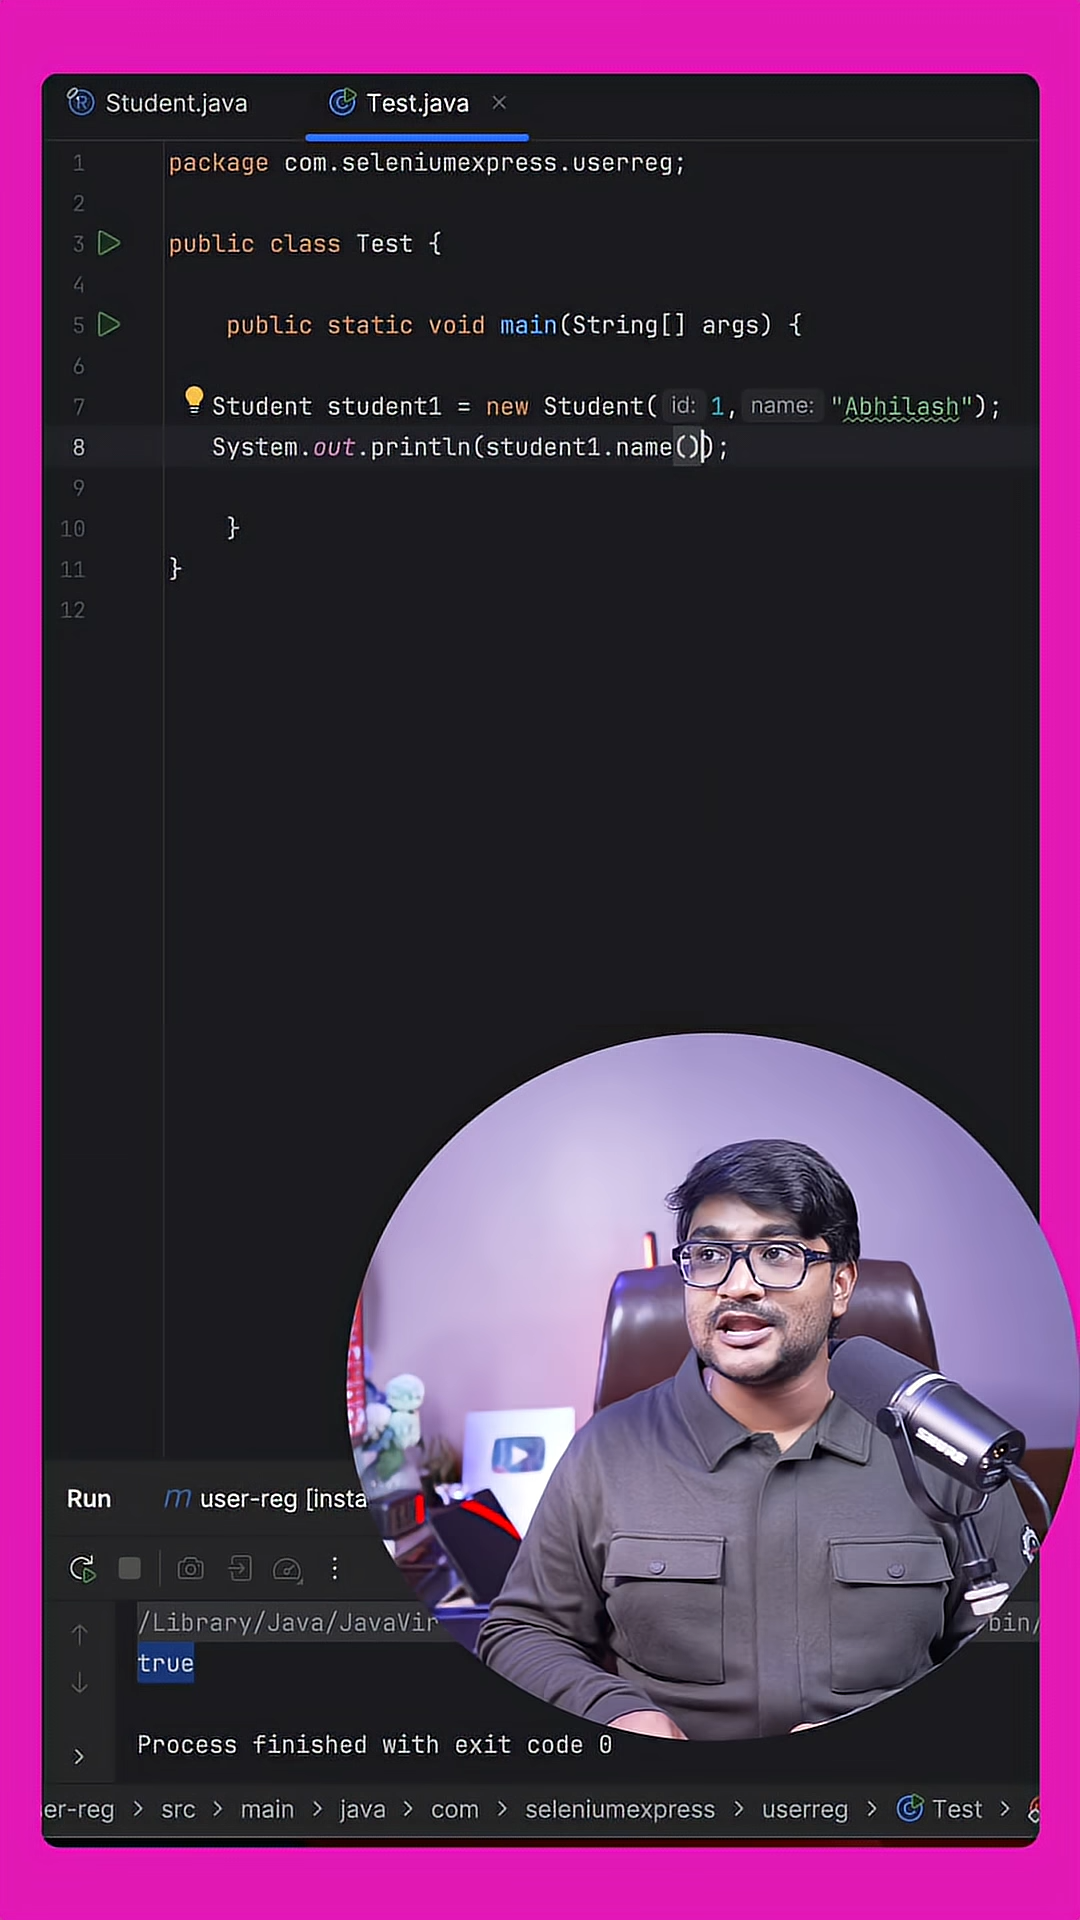 Student.java Test.java
1 package com.seleniumexpress.userreg;
2
3 public class Test {
4
5 public static void main(String[] args) {
6
7 Student student1 = new Student( id: 1, name: "Abhilash");
8 System.out.println(student1.name());
9
10 }
11 }
12
Run user-reg [insta
/Library/Java/JavaVir bin/
true
Process finished with exit code 0
er-reg > src > main > java > com > seleniumexpress > userreg > Test >
SHURE